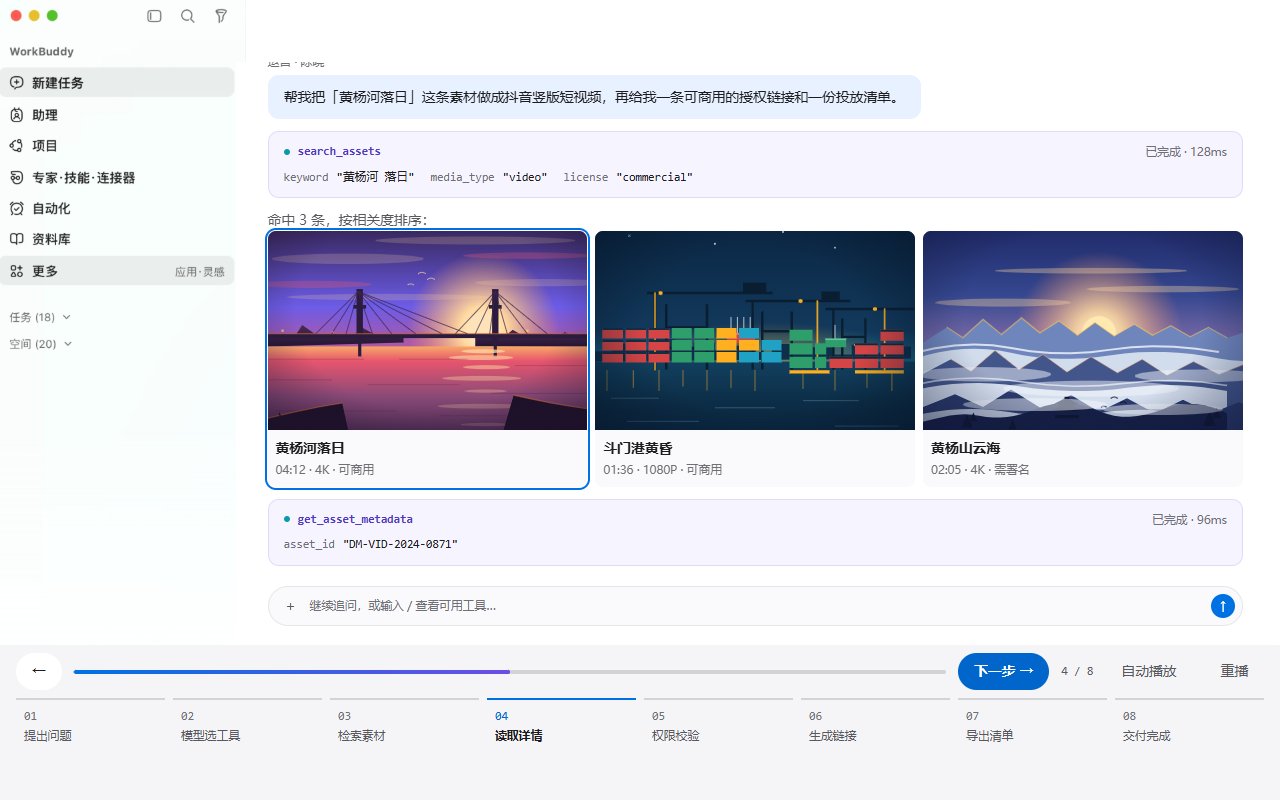 WorkBuddy
新建任务
助理
项目
专家·技能·连接器
自动化
资料库
更多 应用·灵感
任务 (18)
空间 (20)
帮我把「黄杨河落日」这条素材做成抖音竖版短视频，再给我一条可商用的授权链接和一份投放清单。
search_assets 已完成 · 128ms
keyword "黄杨河 落日" media_type "video" license "commercial"
命中 3 条，按相关度排序：
黄杨河落日
04:12 · 4K · 可商用
斗门港黄昏
01:36 · 1080P · 可商用
黄杨山云海
02:05 · 4K · 需署名
get_asset_metadata 已完成 · 96ms
asset_id "DM-VID-2024-0871"
+ 继续追问，或输入 / 查看可用工具…
← 下一步 → 4 / 8 自动播放 重播
01 提出问题
02 模型选工具
03 检索素材
04 读取详情
05 权限校验
06 生成链接
07 导出清单
08 交付完成